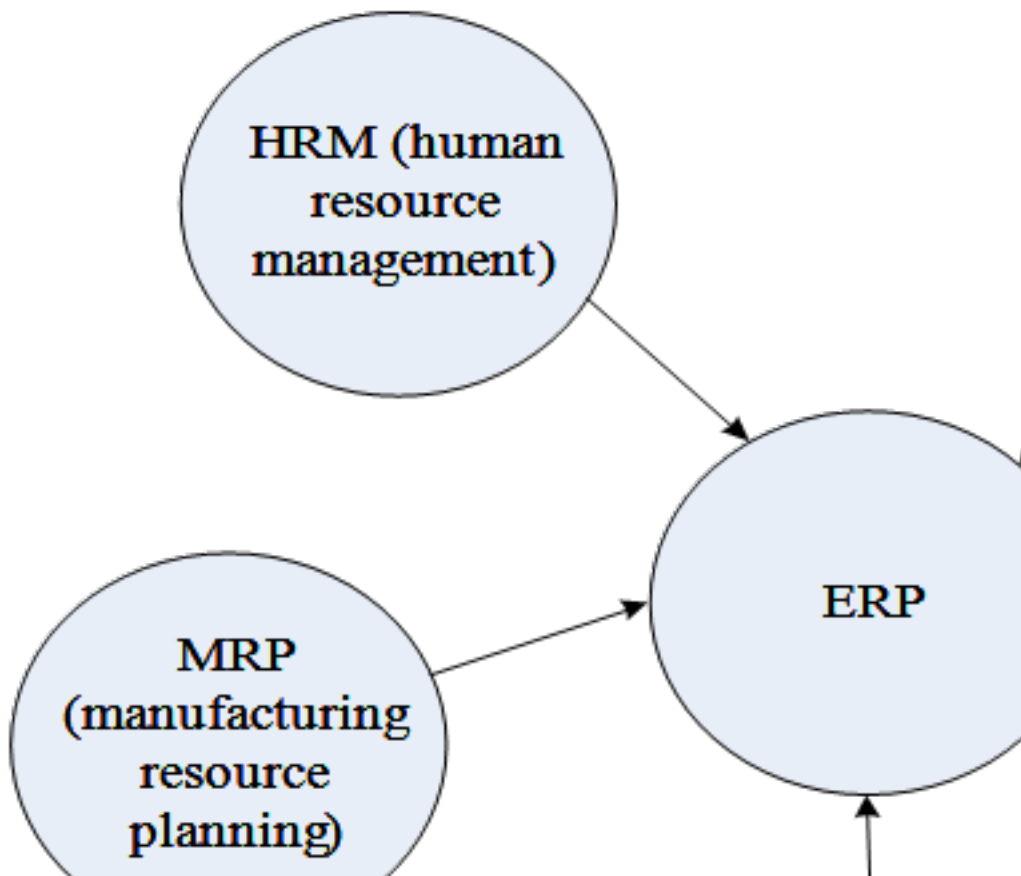 HRM (human
resource
management)
ERP
MRP
(manufacturing
resource
planning)